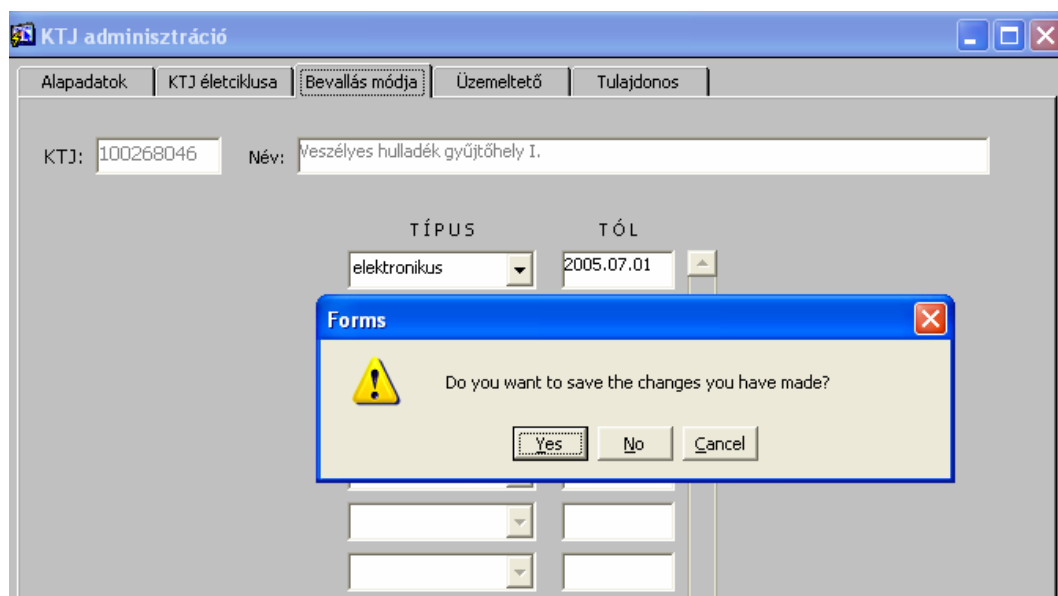 KTJ adminisztráció
Alapadatok KTJ életciklusa Bevallás módja Üzemeltető Tulajdonos
KTJ: 100268046 Név: Veszélyes hulladék gyűjtőhely I.
TÍPUS TÓL
elektronikus 2005.07.01
Forms
Do you want to save the changes you have made?
Yes No Cancel